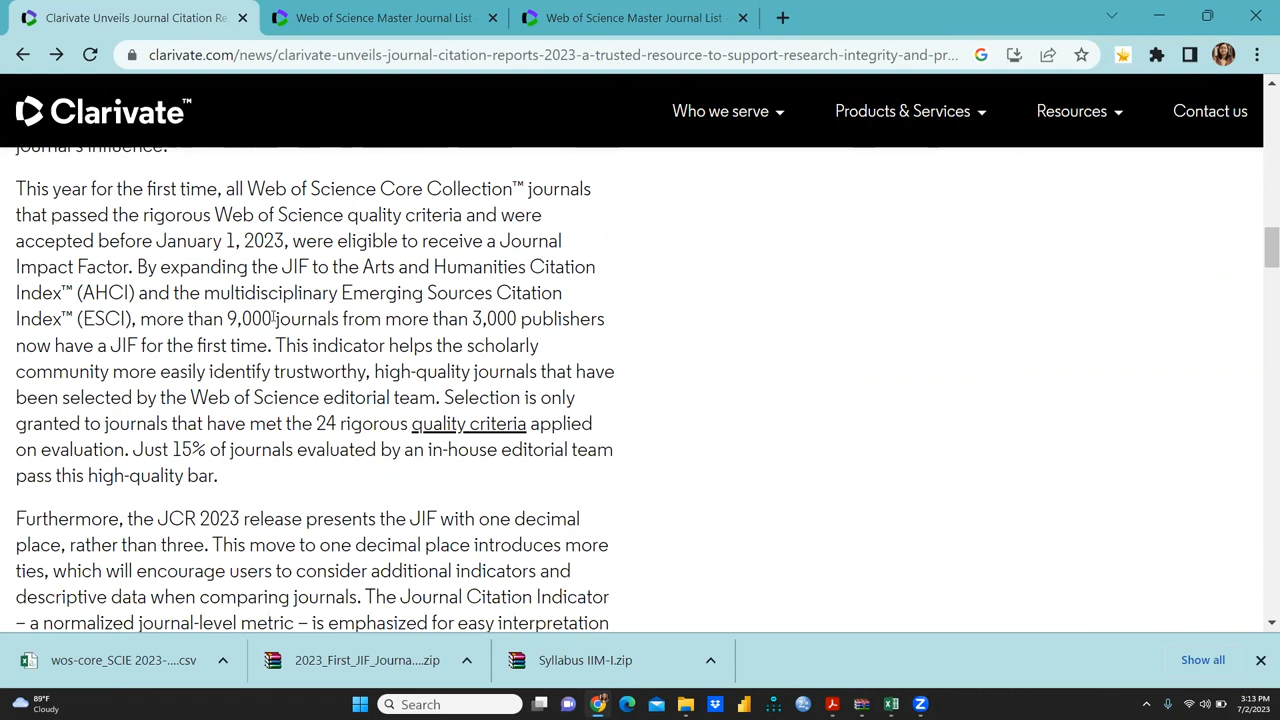 Clarivate Unveils Journal Citation Re
Web of Science Master Journal List -
Web of Science Master Journal List -
clarivate.com/news/clarivate-unveils-journal-citation-reports-2023-a-trusted-resource-to-support-research-integrity-and-pr...
Clarivate™
Who we serve
Products & Services
Resources
Contact us
journal's influence.
This year for the first time, all Web of Science Core Collection™ journals
that passed the rigorous Web of Science quality criteria and were
accepted before January 1, 2023, were eligible to receive a Journal
Impact Factor. By expanding the JIF to the Arts and Humanities Citation
Index™ (AHCI) and the multidisciplinary Emerging Sources Citation
Index™ (ESCI), more than 9,000 journals from more than 3,000 publishers
now have a JIF for the first time. This indicator helps the scholarly
community more easily identify trustworthy, high-quality journals that have
been selected by the Web of Science editorial team. Selection is only
granted to journals that have met the 24 rigorous quality criteria applied
on evaluation. Just 15% of journals evaluated by an in-house editorial team
pass this high-quality bar.
Furthermore, the JCR 2023 release presents the JIF with one decimal
place, rather than three. This move to one decimal place introduces more
ties, which will encourage users to consider additional indicators and
descriptive data when comparing journals. The Journal Citation Indicator
– a normalized journal-level metric – is emphasized for easy interpretation
wos-core_SCIE 2023-....csv
2023_First_JIF_Journa....zip
Syllabus IIM-I.zip
Show all
89°F
Cloudy
Search
3:13 PM
7/2/2023